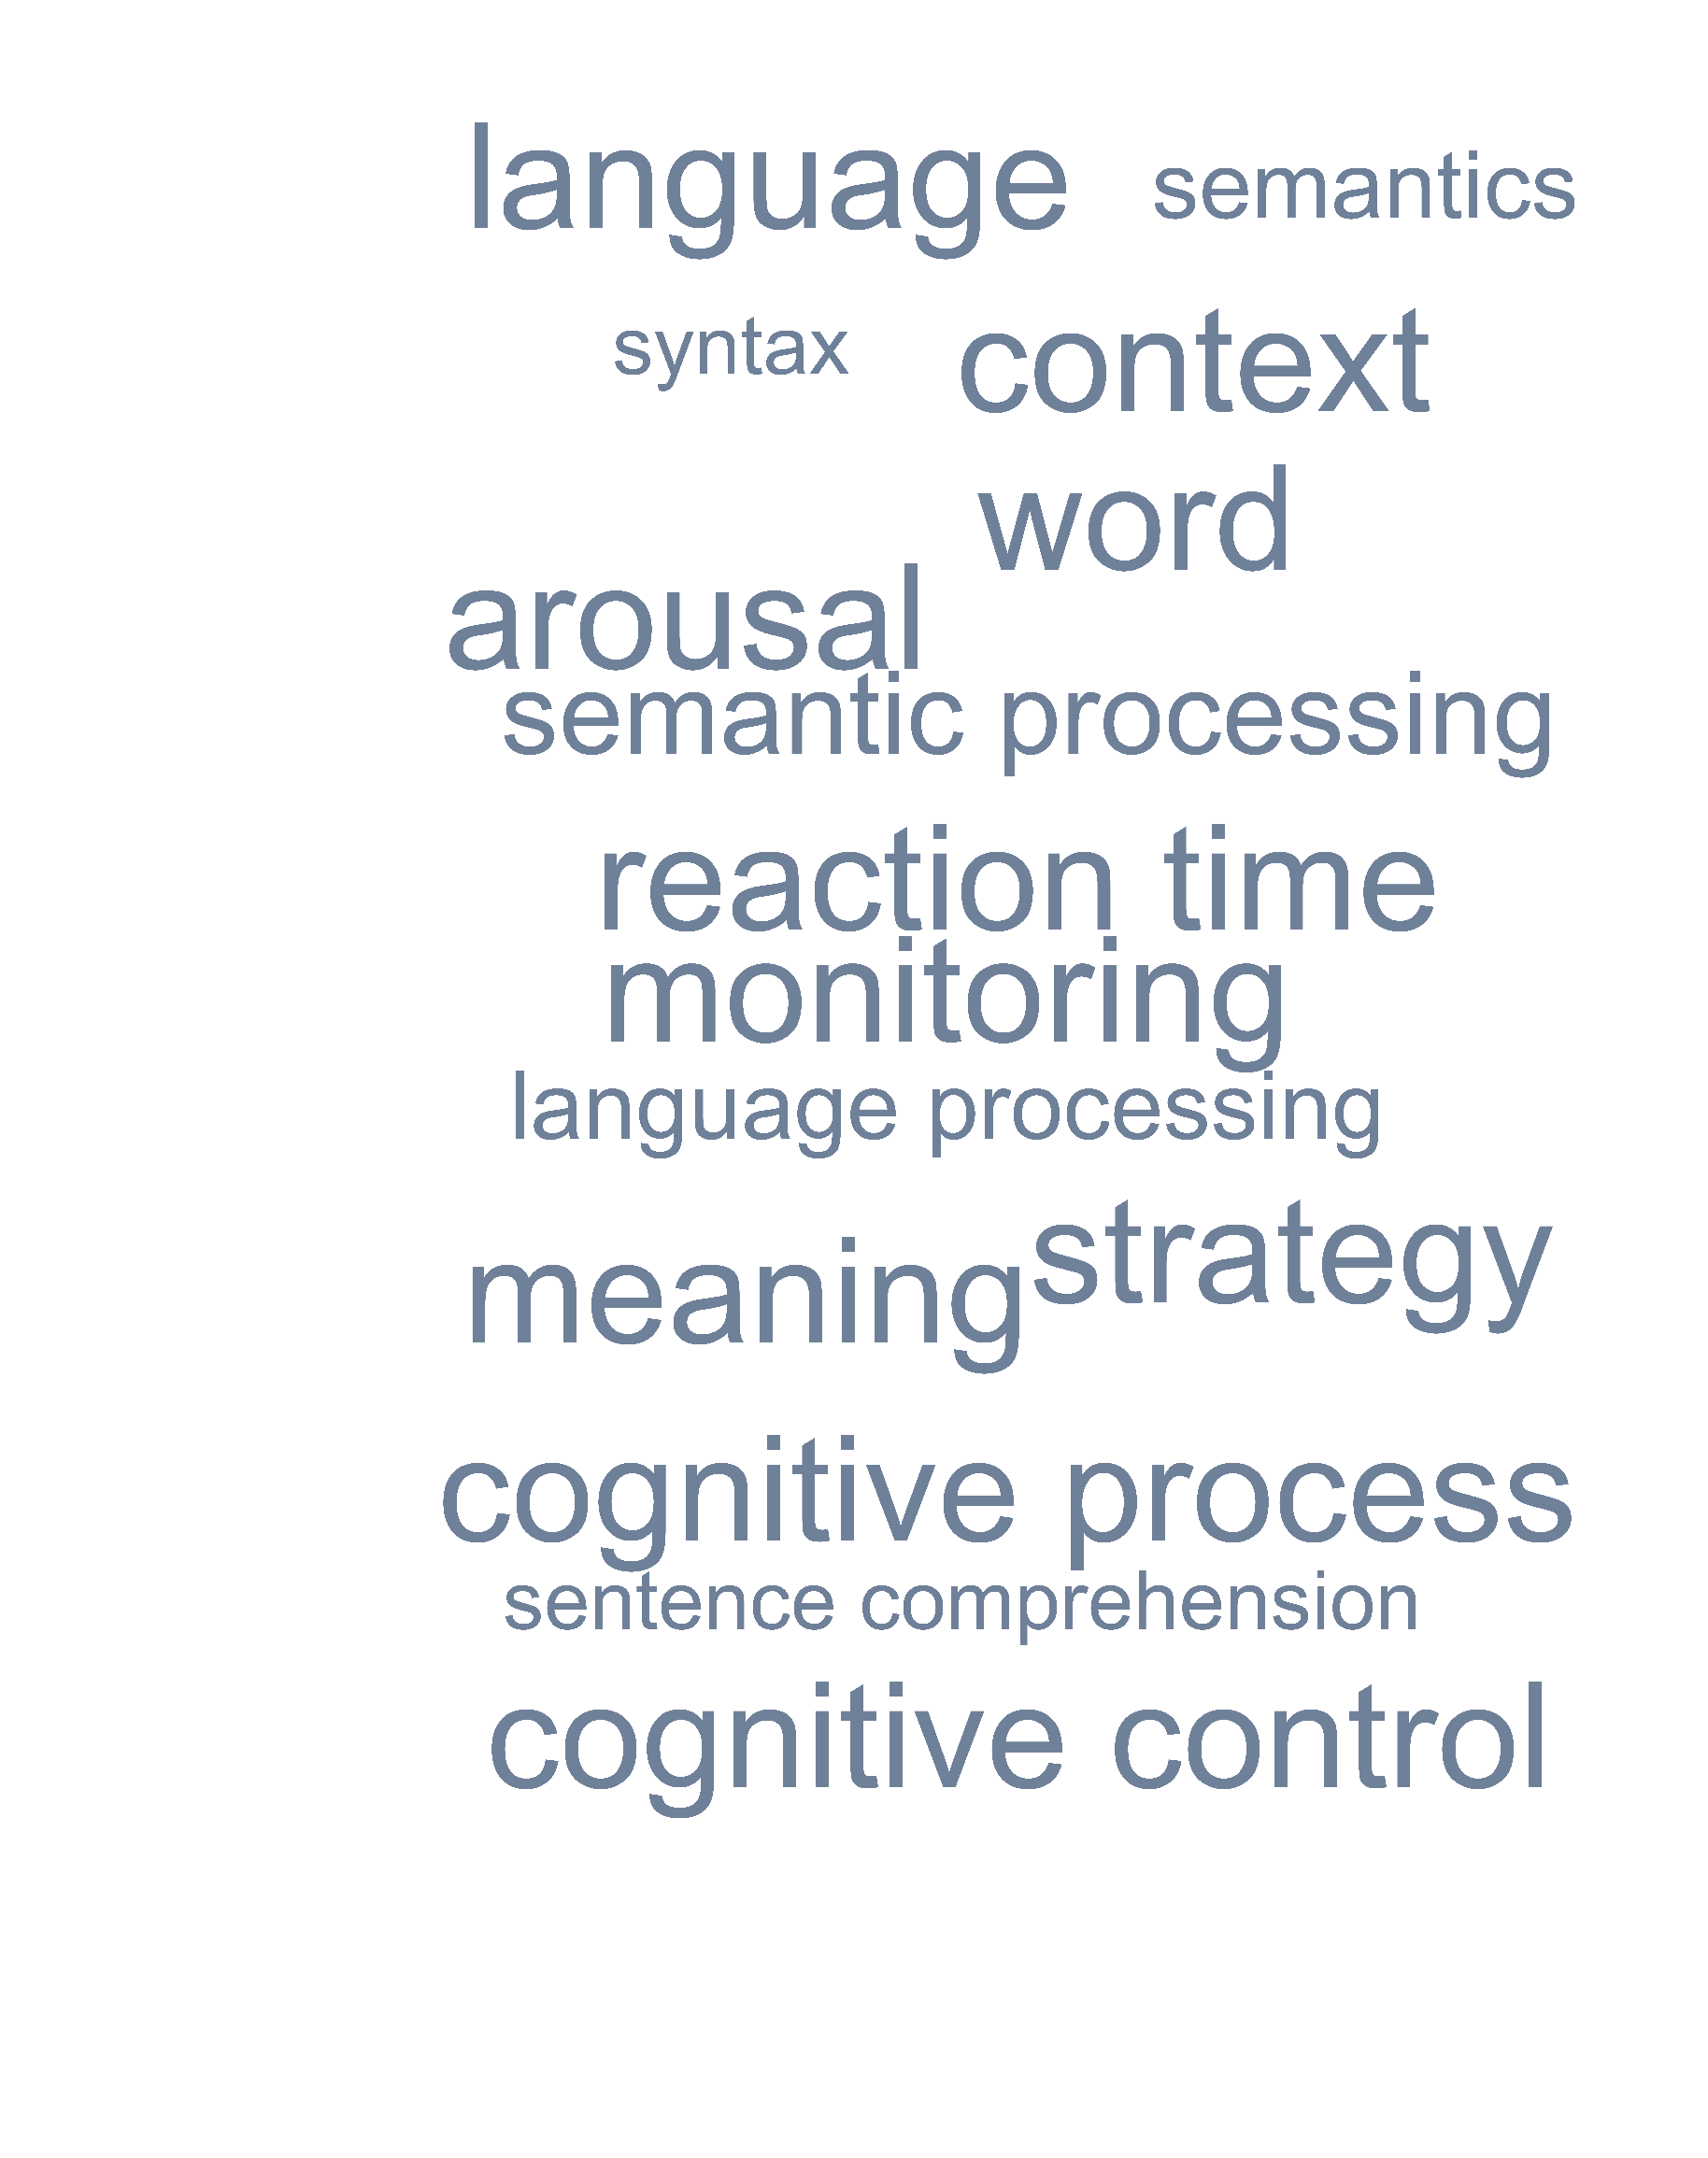 language semantics
syntax context
word
arousal
semantic processing
reaction time
monitoring
language processing
meaning strategy
cognitive process
sentence comprehension
cognitive control